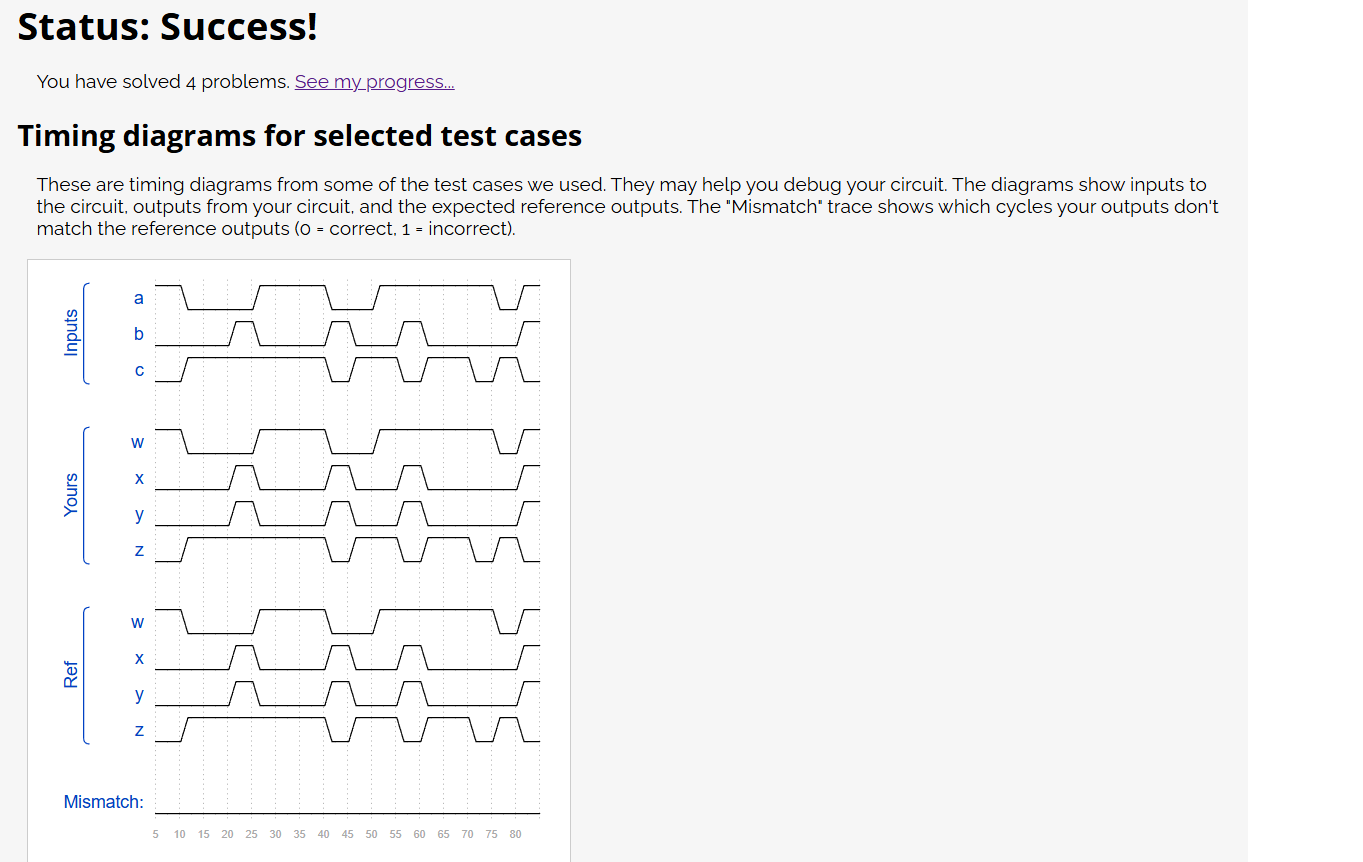 Status: Success!
You have solved 4 problems. See my progress...
Timing diagrams for selected test cases
These are timing diagrams from some of the test cases we used. They may help you debug your circuit. The diagrams show inputs to
the circuit, outputs from your circuit, and the expected reference outputs. The "Mismatch" trace shows which cycles your outputs don't
match the reference outputs (0 = correct, 1 = incorrect).
Inputs
a
b
c
Yours
w
x
y
z
Ref
w
x
y
z
Mismatch:
5 10 15 20 25 30 35 40 45 50 55 60 65 70 75 80